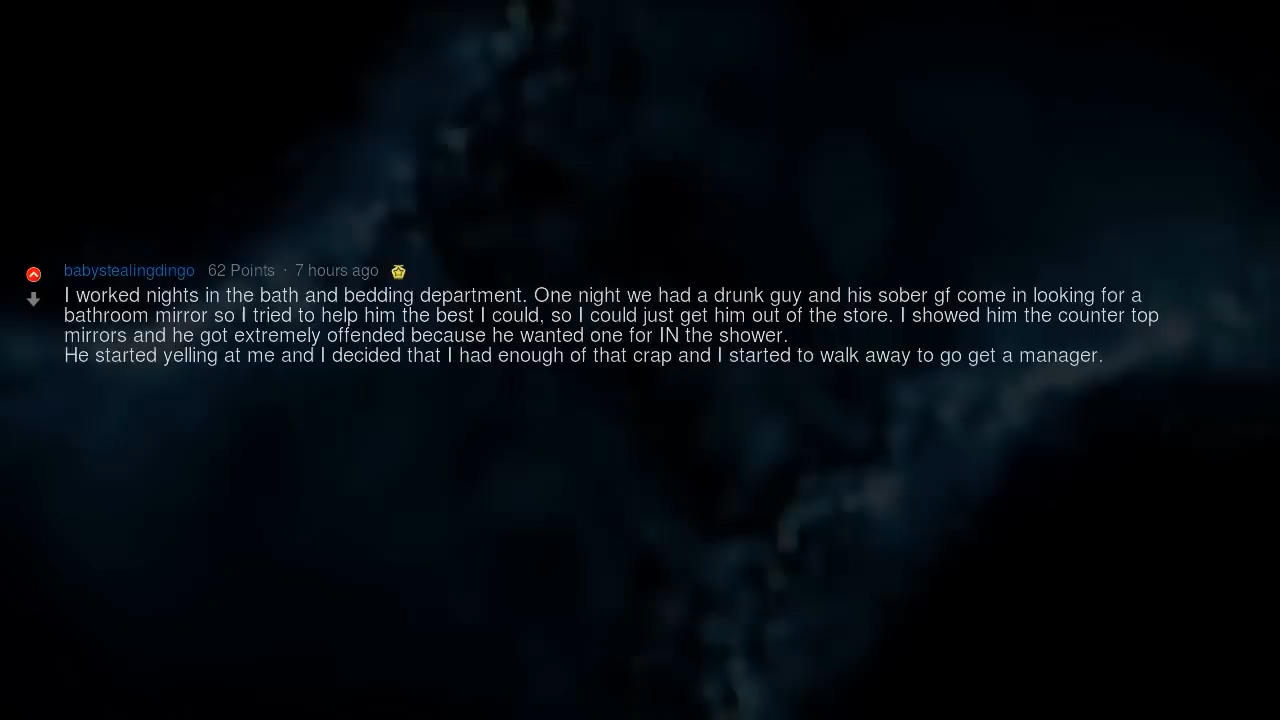 babystealingdingo 62 Points · 7 hours ago
I worked nights in the bath and bedding department. One night we had a drunk guy and his sober gf come in looking for a
bathroom mirror so I tried to help him the best I could, so I could just get him out of the store. I showed him the counter top
mirrors and he got extremely offended because he wanted one for IN the shower.
He started yelling at me and I decided that I had enough of that crap and I started to walk away to go get a manager.